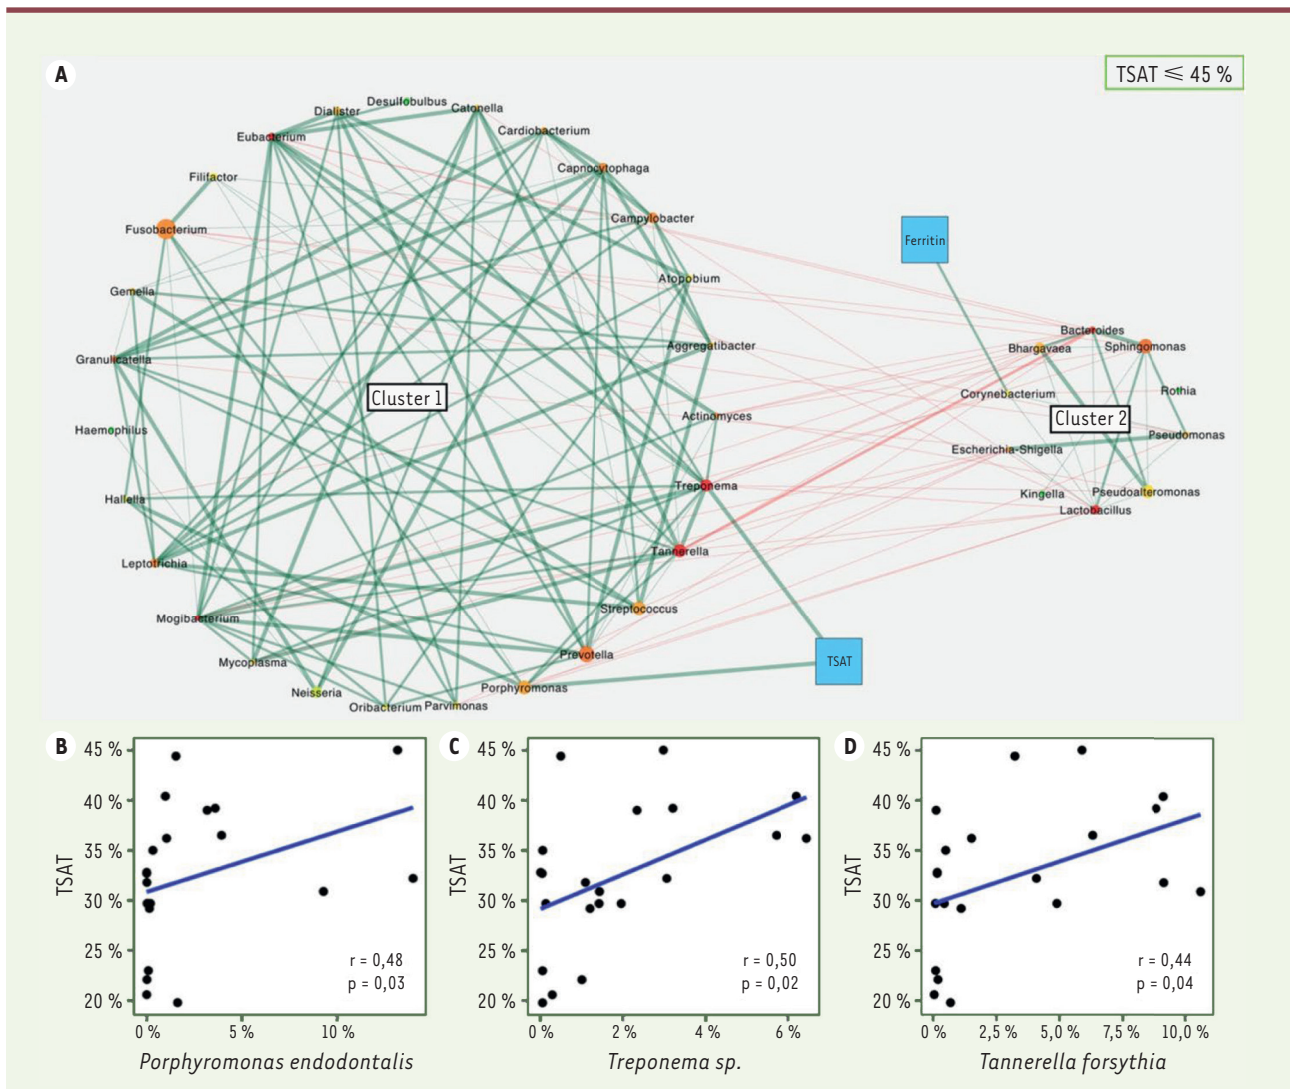 A
TSAT ⩽ 45 %
Desulfobulbus
Dialister
Catonella
Eubacterium
Cardiobacterium
Capnocytophaga
Filifactor
Campylobacter
Fusobacterium
Ferritin
Atopobium
Gemella
Bacteroides
Aggregatibacter
Bhargavaea
Sphingomonas
Granulicatella
Rothia
Corynebacterium
Cluster 1
Actinomyces
Cluster 2
Haemophilus
Pseudomonas
Escherichia-Shigella
Treponema
Kingella
Pseudoalteromonas
Hallella
Lactobacillus
Tannerella
Leptotrichia
Streptococcus
Mogibacterium
Prevotella
Mycoplasma
TSAT
Porphyromonas
Neisseria
Oribacterium
Parvimonas
B
45 %
40 %
35 %
30 %
25 %
20 %
TSAT
r = 0,48
p = 0,03
0 %
5 %
10 %
Porphyromonas endodontalis
C
45 %
40 %
35 %
30 %
25 %
20 %
TSAT
r = 0,50
p = 0,02
0 %
2 %
4 %
6 %
Treponema sp.
D
45 %
40 %
35 %
30 %
25 %
20 %
TSAT
r = 0,44
p = 0,04
0 %
2,5 %
5,0 %
7,5 %
10,0 %
Tannerella forsythia